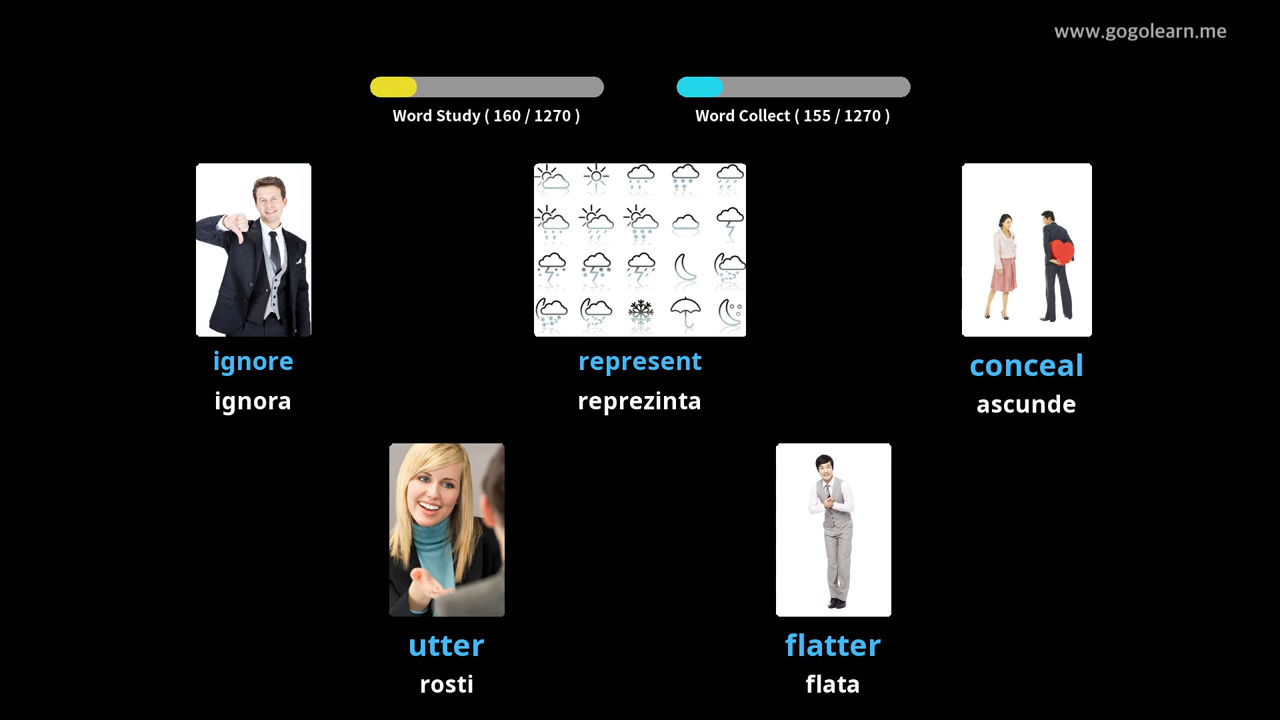 www.gogolearn.me
Word Study ( 160 / 1270 )
Word Collect ( 155 / 1270 )
ignore
ignora
represent
reprezinta
conceal
ascunde
utter
rosti
flatter
flata